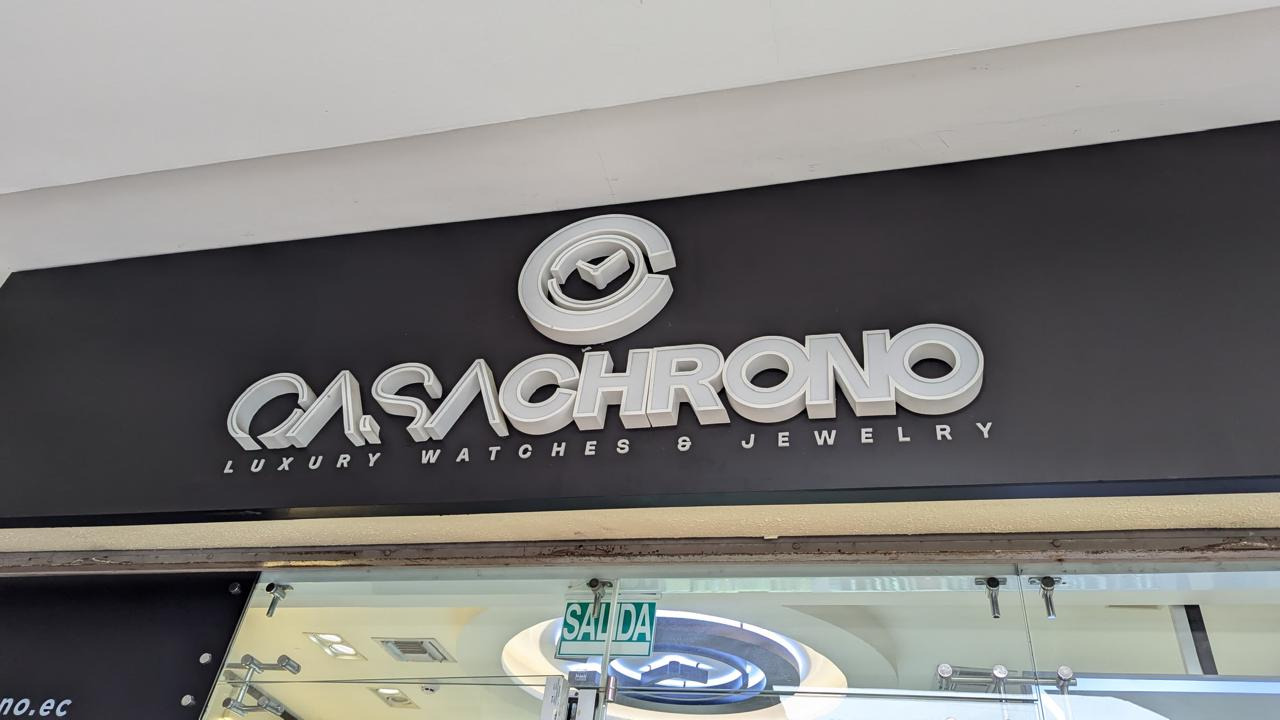 CASACHRONO
LUXURY WATCHES & JEWELRY
SALIDA
no.ec